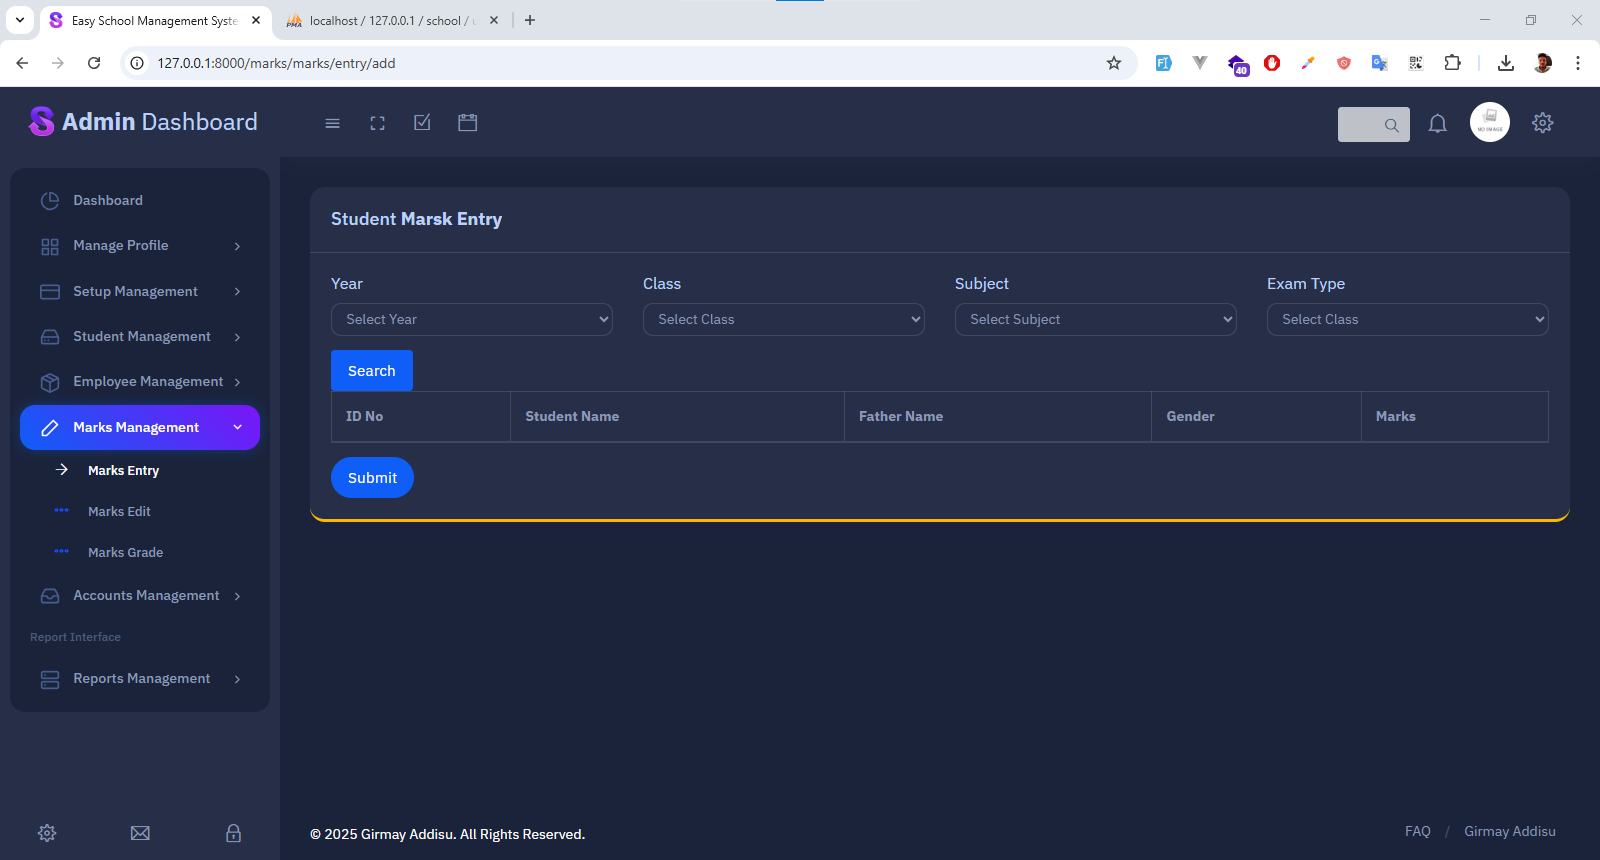 Easy School Management Syste
localhost / 127.0.0.1 / school / u
127.0.0.1:8000/marks/marks/entry/add
40
Admin Dashboard
NO IMAGE
Dashboard
Manage Profile
Setup Management
Student Management
Employee Management
Marks Management
Marks Entry
Marks Edit
Marks Grade
Accounts Management
Report Interface
Reports Management
Student Marsk Entry
Year
Class
Subject
Exam Type
Select Year
Select Class
Select Subject
Select Class
Search
ID No
Student Name
Father Name
Gender
Marks
Submit
© 2025 Girmay Addisu. All Rights Reserved.
FAQ / Girmay Addisu